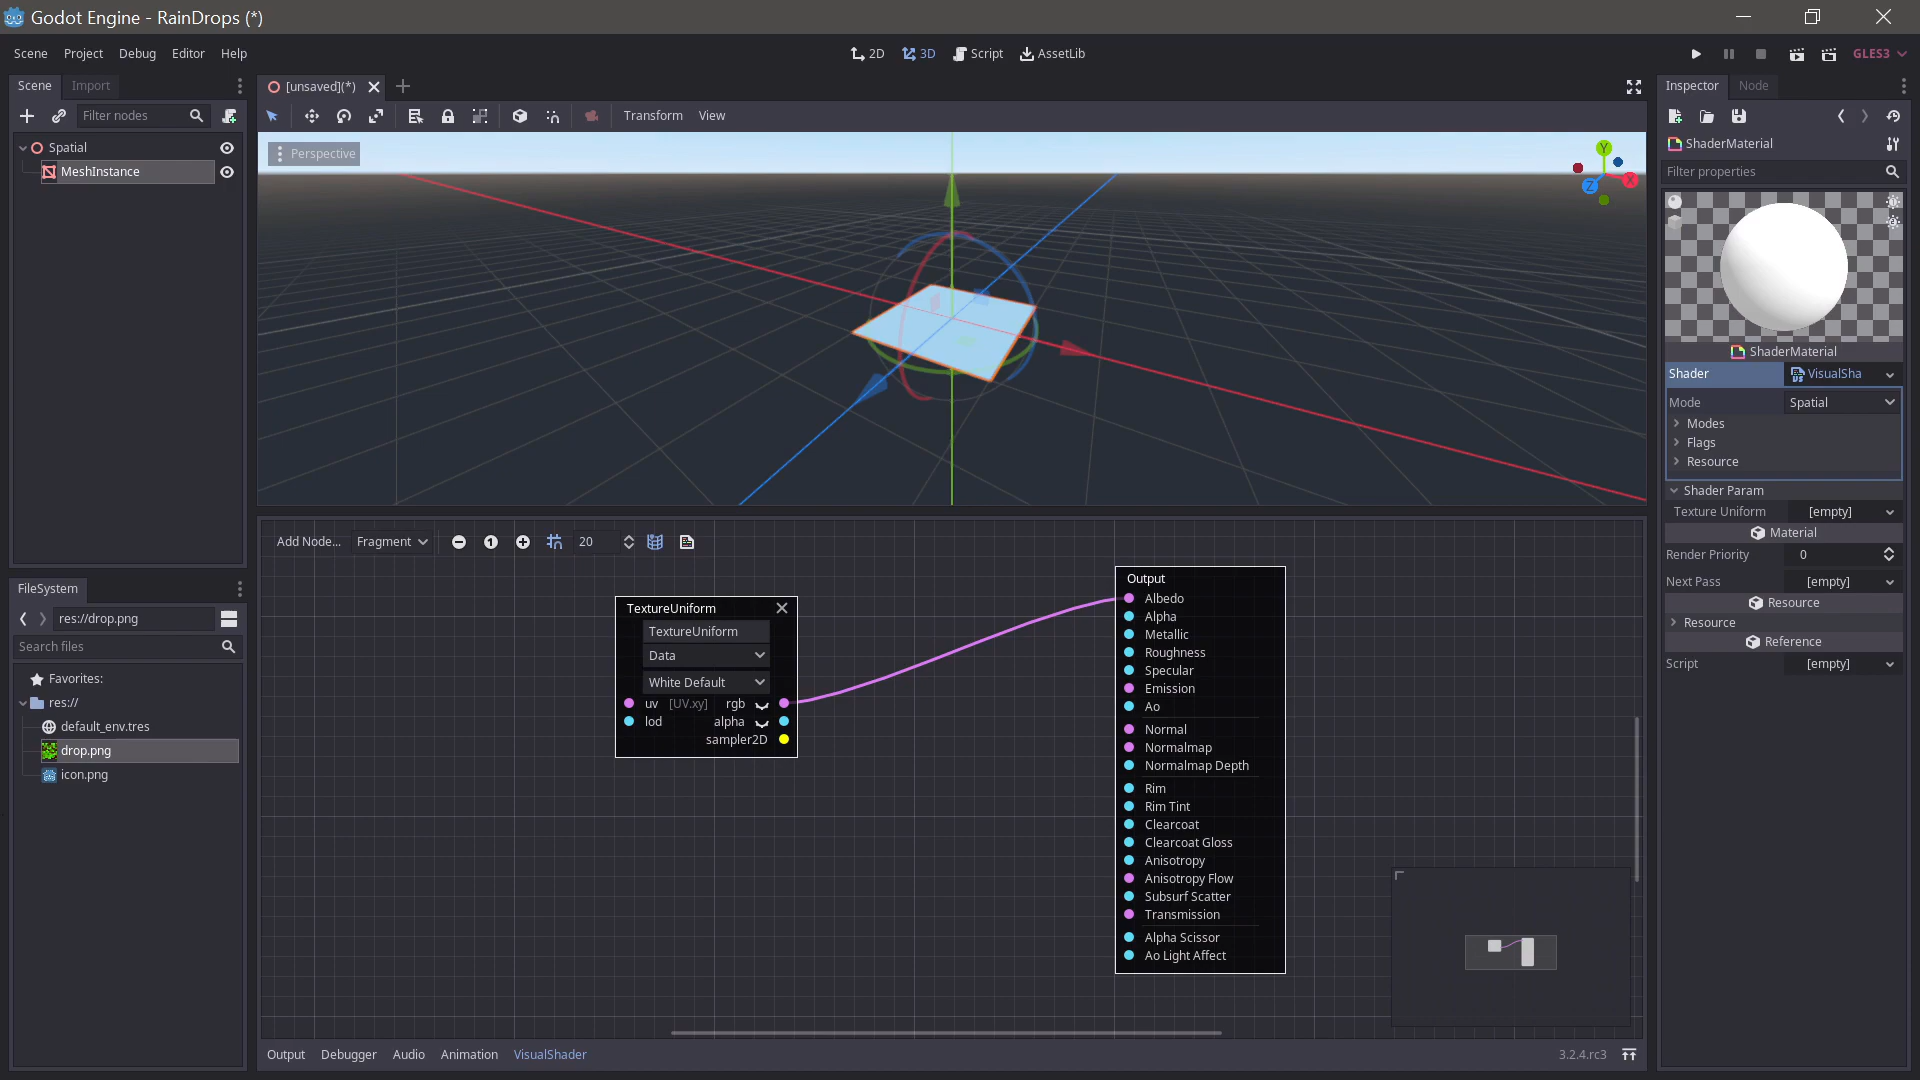 Godot Engine - RainDrops (*)
Scene Project Debug Editor Help
2D 3D Script AssetLib
GLES3
Scene Import
Filter nodes
Spatial
MeshInstance
[unsaved](*)
Transform View
Perspective
Y
Z
X
FileSystem
res://drop.png
Search files
Favorites:
res://
default_env.tres
drop.png
icon.png
Add Node... Fragment 1 20
TextureUniform
TextureUniform
Data
White Default
uv [UV.xy] rgb
lod alpha
sampler2D
Output
Albedo
Alpha
Metallic
Roughness
Specular
Emission
Ao
Normal
Normalmap
Normalmap Depth
Rim
Rim Tint
Clearcoat
Clearcoat Gloss
Anisotropy
Anisotropy Flow
Subsurf Scatter
Transmission
Alpha Scissor
Ao Light Affect
Output Debugger Audio Animation VisualShader
3.2.4.rc3
Inspector Node
ShaderMaterial
Filter properties
ShaderMaterial
Shader VisualSha
Mode Spatial
Modes
Flags
Resource
Shader Param
Texture Uniform [empty]
Material
Render Priority 0
Next Pass [empty]
Resource
Resource
Reference
Script [empty]